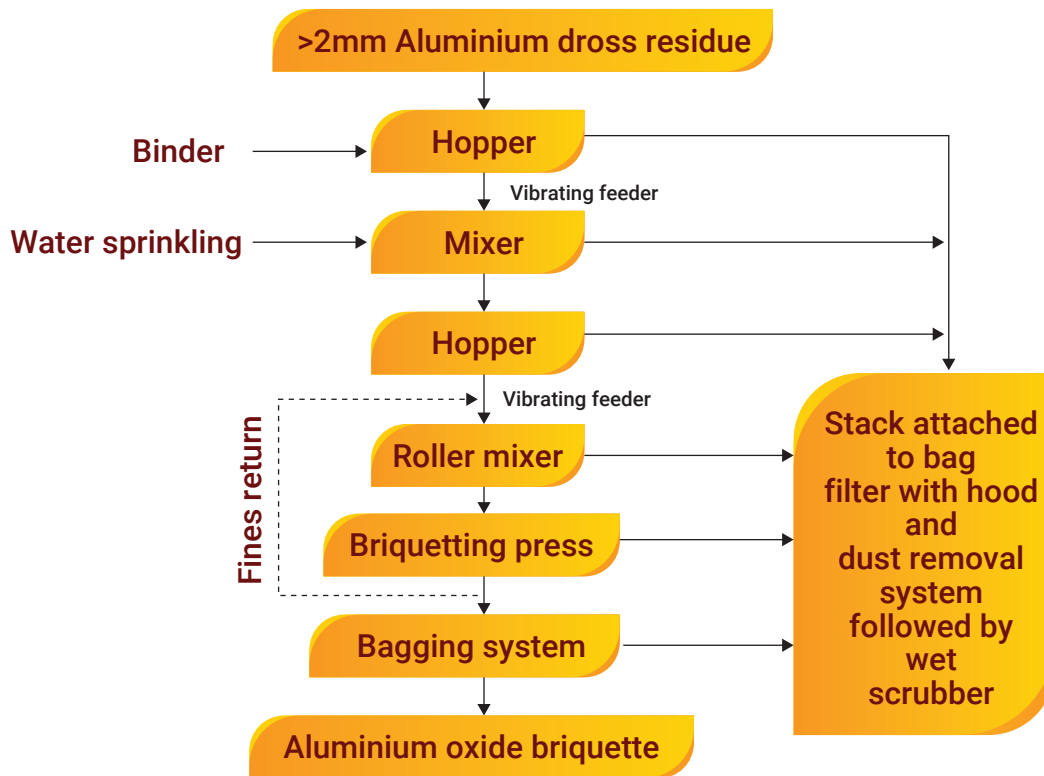 >2mm Aluminium dross residue
Hopper
Binder
Vibrating feeder
Water sprinkling
Mixer
Hopper
Vibrating feeder
Fines return
Roller mixer
Briquetting press
Bagging system
Aluminium oxide briquette
Stack attached
to bag
filter with hood
and
dust removal
system
followed by
wet
scrubber